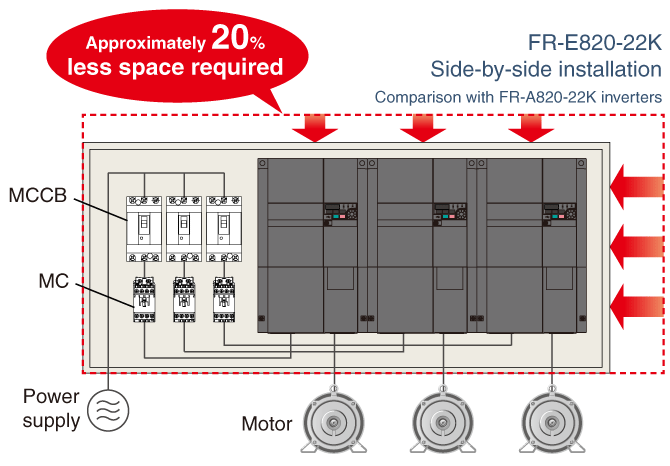 Approximately 20%
less space required
FR-E820-22K
Side-by-side installation
Comparison with FR-A820-22K inverters
MCCB
MC
Power
supply
Motor